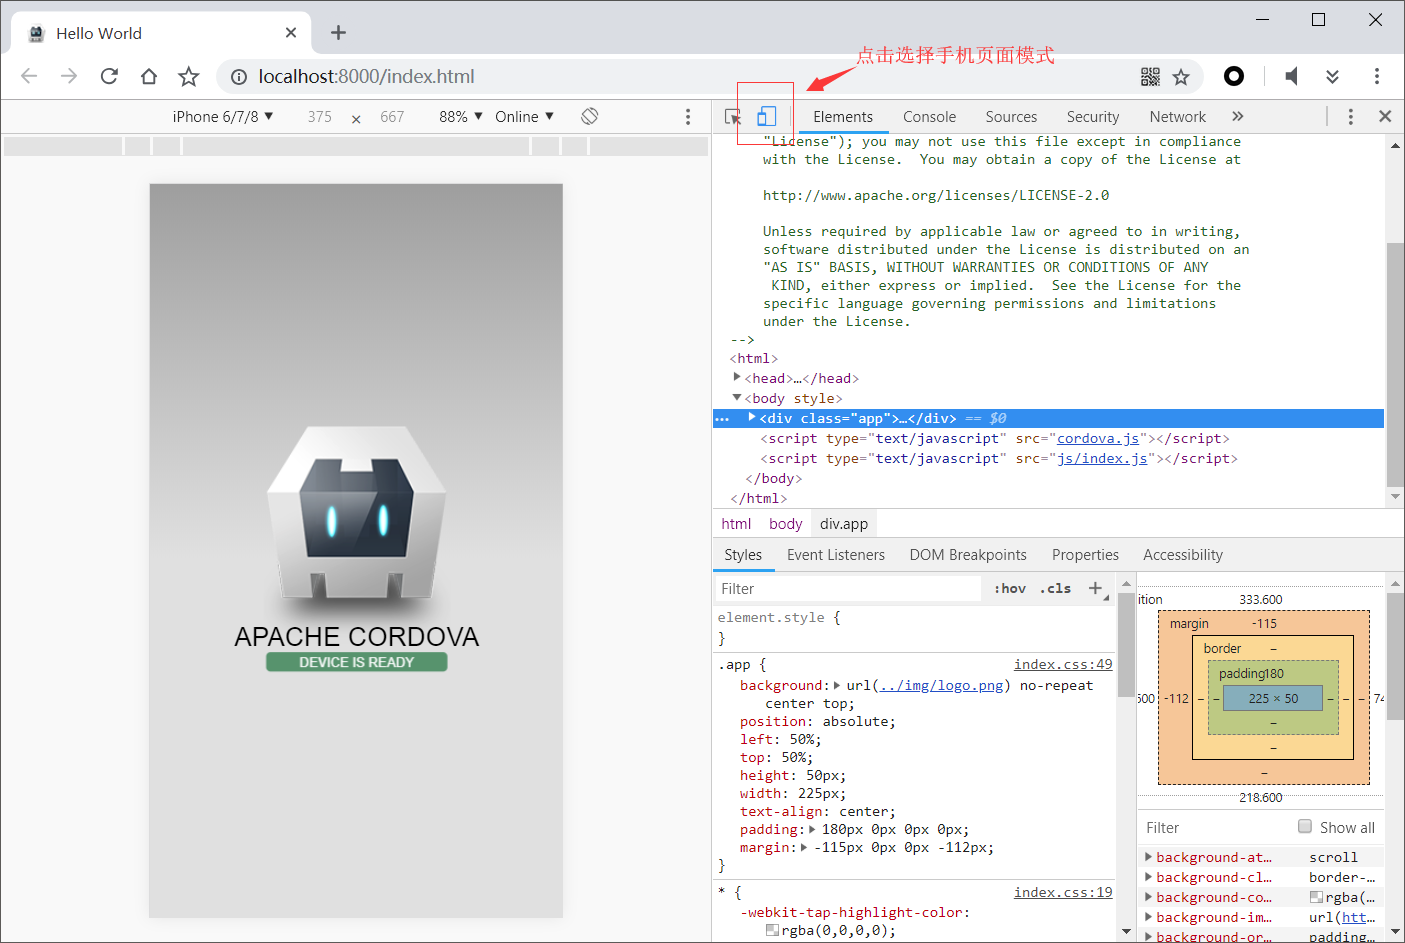 Hello World
localhost:8000/index.html
点击选择手机页面模式
iPhone 6/7/8 ▼ 375 × 667 88% ▼ Online ▼
Elements Console Sources Security Network »
"License"); you may not use this file except in compliance
with the License.  You may obtain a copy of the License at
http://www.apache.org/licenses/LICENSE-2.0
Unless required by applicable law or agreed to in writing,
software distributed under the License is distributed on an
"AS IS" BASIS, WITHOUT WARRANTIES OR CONDITIONS OF ANY
KIND, either express or implied.  See the License for the
specific language governing permissions and limitations
under the License.
-->
<html>
▶<head>…</head>
▼<body style>
… ▶<div class="app">…</div> == $0
<script type="text/javascript" src="cordova.js"></script>
<script type="text/javascript" src="js/index.js"></script>
</body>
</html>
html body div.app
Styles Event Listeners DOM Breakpoints Properties Accessibility
Filter :hov .cls +
element.style {
}
.app { index.css:49
background:▶url(../img/logo.png) no-repeat
center top;
position: absolute;
left: 50%;
top: 50%;
height: 50px;
width: 225px;
text-align: center;
padding:▶180px 0px 0px 0px;
margin:▶-115px 0px 0px -112px;
}
* { index.css:19
-webkit-tap-highlight-color:
rgba(0,0,0,0);
ition 333.600
margin -115
border –
padding180
600 -112 – – 225 × 50 – – – 74
–
–
–
218.600
Filter Show all
▶background-at… scroll
▶background-cl… border-…
▶background-co… rgba(…
▶background-im… url(htt…
▶background-or… padding…
APACHE CORDOVA
DEVICE IS READY